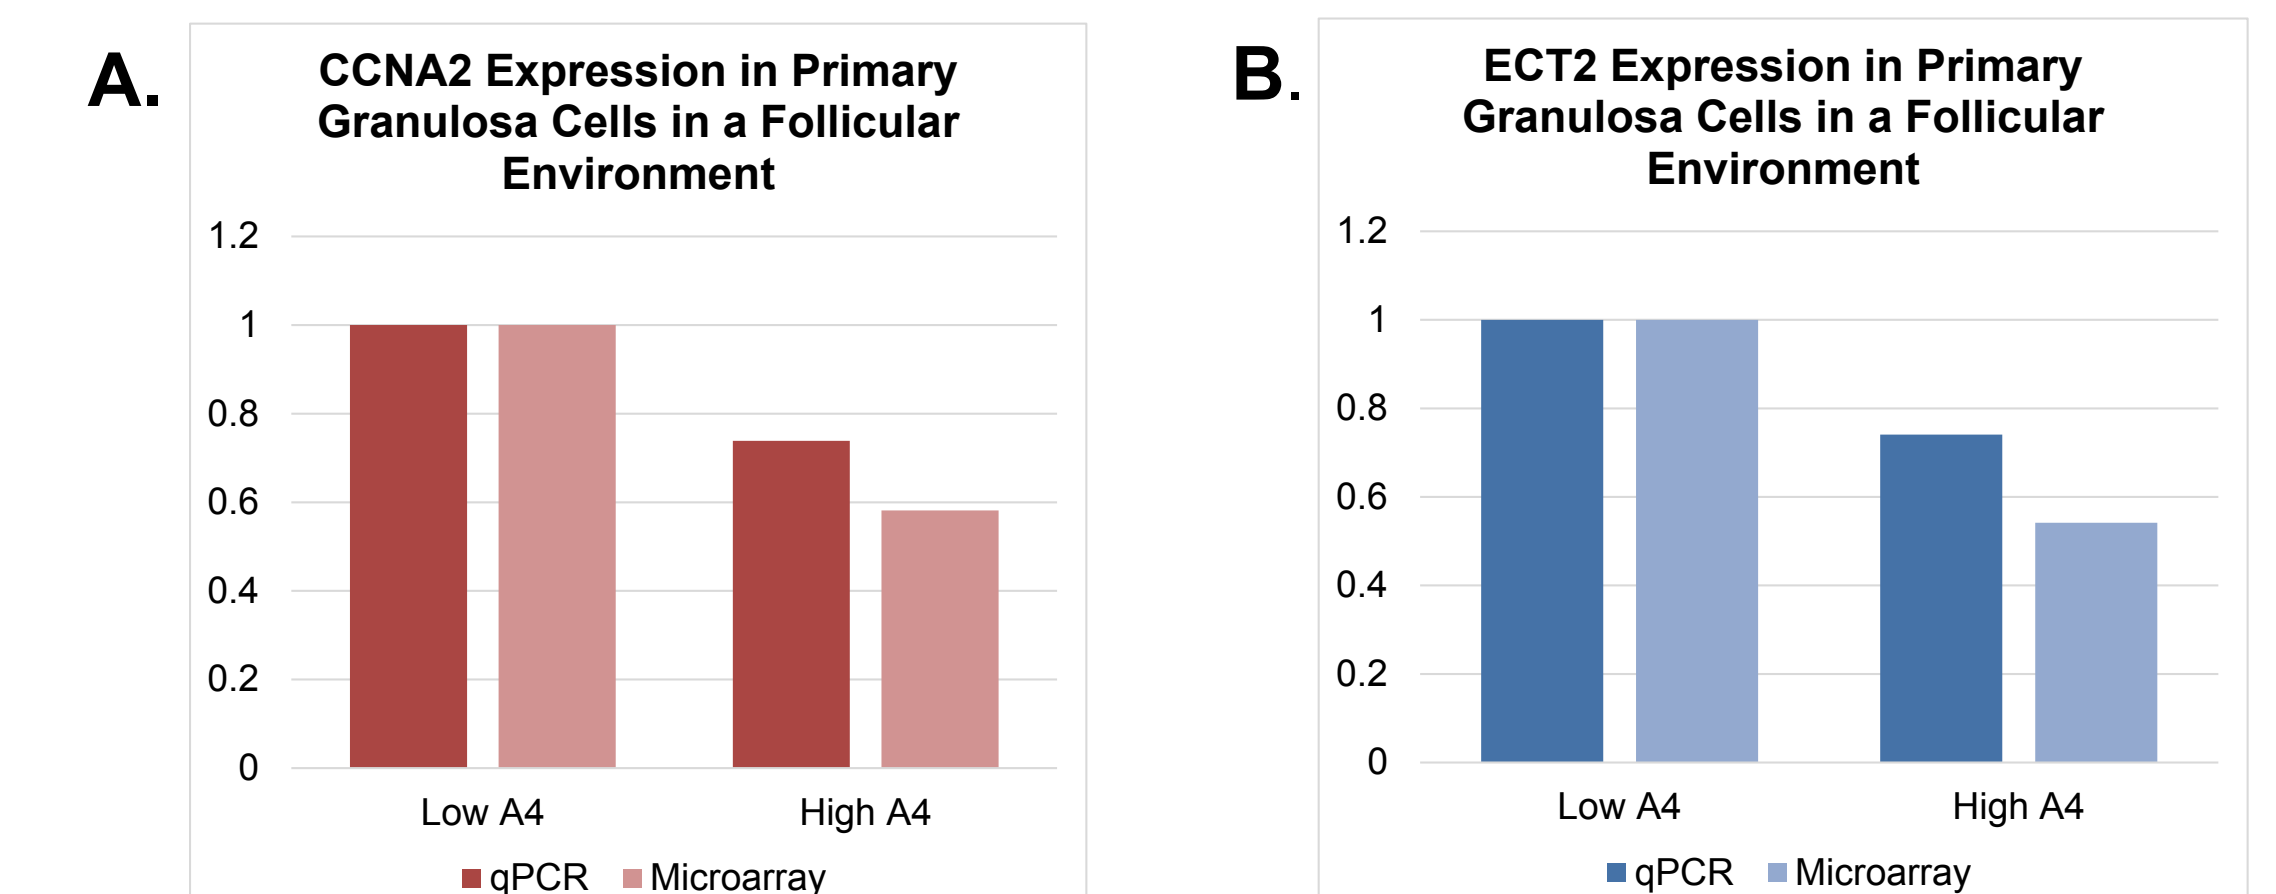 A.
CCNA2 Expression in Primary
Granulosa Cells in a Follicular
Environment
1.2
1
0.8
0.6
0.4
0.2
0
Low A4 High A4
qPCR Microarray
B.
ECT2 Expression in Primary
Granulosa Cells in a Follicular
Environment
1.2
1
0.8
0.6
0.4
0.2
0
Low A4 High A4
qPCR Microarray